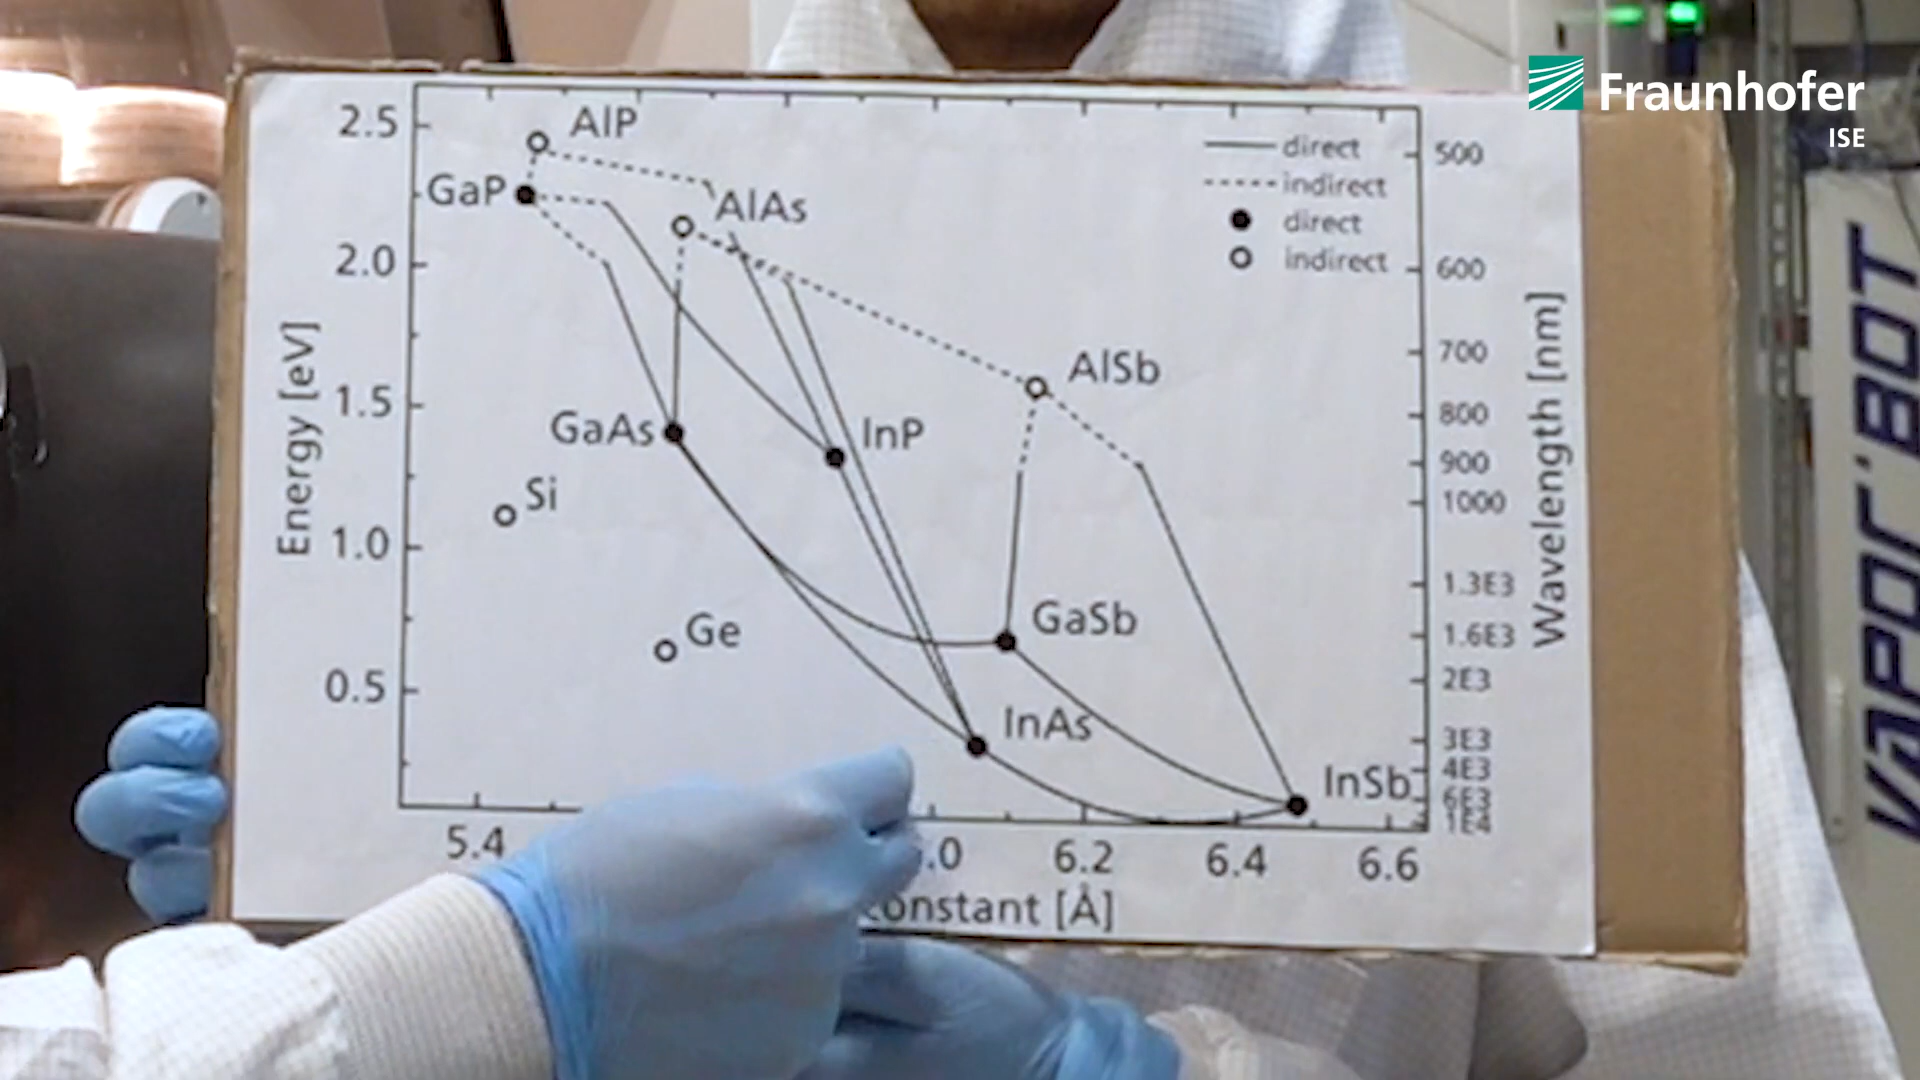 Fraunhofer
ISE
AlP
2.5
GaP
AlAs
2.0
1.5
1.0
0.5
Energy [eV]
direct
indirect
direct
indirect
500
600
700
800
900
1000
1.3E3
1.6E3
2E3
3E3
4E3
6E3
1E4
Wavelength [nm]
AlSb
GaAs
InP
Si
Ge
GaSb
InAs
InSb
5.4
.0
6.2
6.4
6.6
constant [Å]
VAPOR BOT